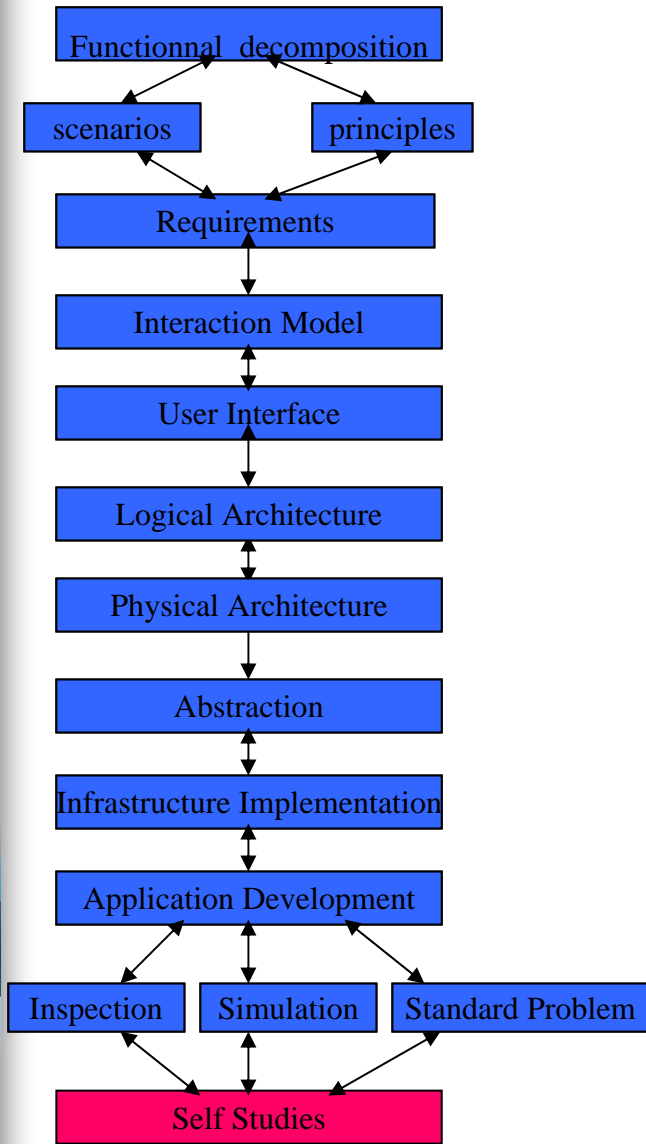 Functionnal decomposition
scenarios
principles
Requirements
Interaction Model
User Interface
Logical Architecture
Physical Architecture
Abstraction
Infrastructure Implementation
Application Development
Inspection
Simulation
Standard Problem
Self Studies